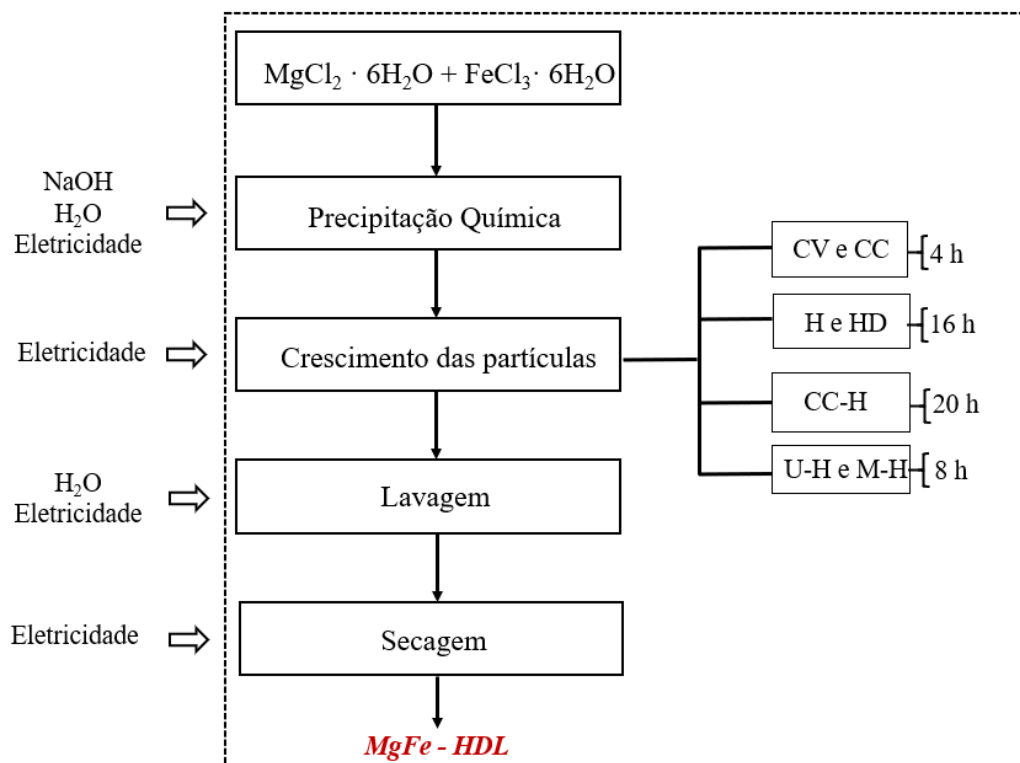 MgCl₂ · 6H₂O + FeCl₃· 6H₂O
NaOH
H₂O
Eletricidade
Precipitação Química
Eletricidade
Crescimento das partículas
CV e CC
4 h
H e HD
16 h
CC-H
20 h
U-H e M-H
8 h
H₂O
Eletricidade
Lavagem
Eletricidade
Secagem
MgFe - HDL